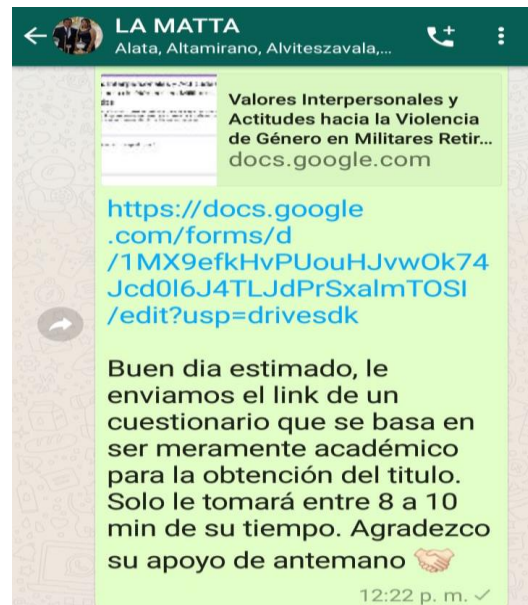 LA MATTA
Alata, Altamirano, Alviteszavala,...
Valores Interpersonales y
Actitudes hacia la Violencia
de Género en Militares Retir...
docs.google.com
https://docs.google
.com/forms/d
/1MX9efkHvPUouHJvwOk74
Jcd0I6J4TLJdPrSxalmTOSI
/edit?usp=drivesdk
Buen dia estimado, le
enviamos el link de un
cuestionario que se basa en
ser meramente académico
para la obtención del titulo.
Solo le tomará entre 8 a 10
min de su tiempo. Agradezco
su apoyo de antemano 🤝🏻
12:22 p. m. ✓